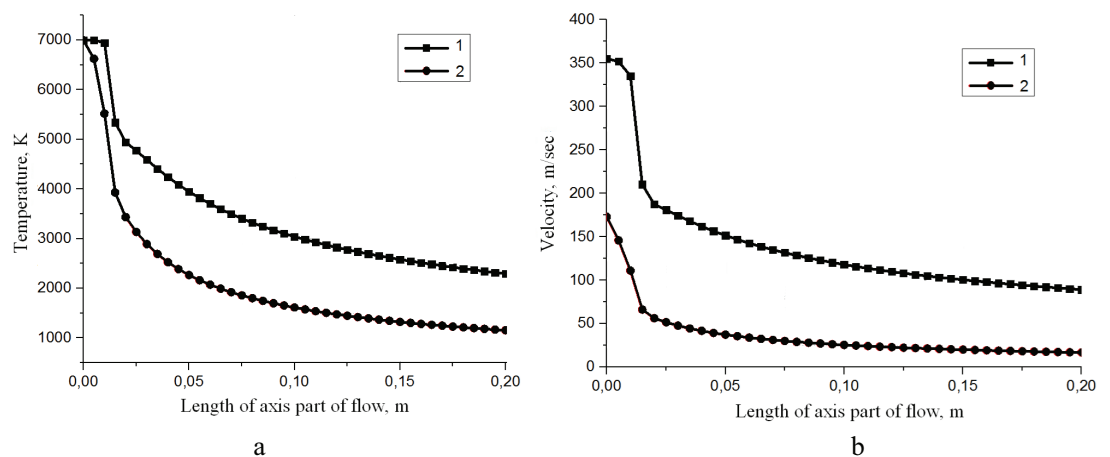 7000
6000
5000
4000
3000
2000
1000
Temperature, K
1
2
0,00 0,05 0,10 0,15 0,20
Length of axis part of flow, m
a
400
350
300
250
200
150
100
50
0
Velocity, m/sec
1
2
0,00 0,05 0,10 0,15 0,20
Length of axis part of flow, m
b